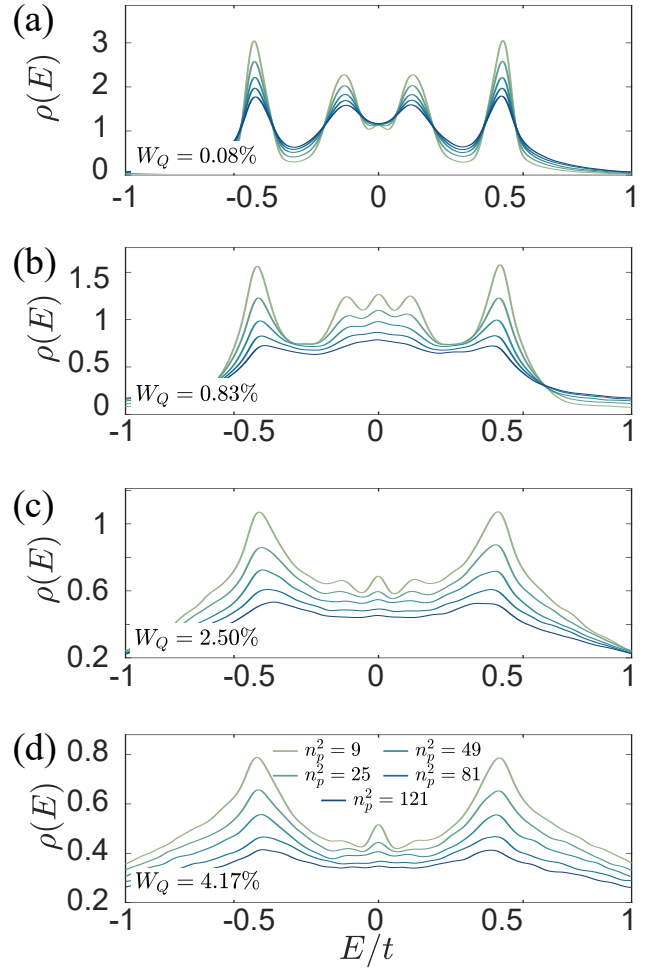 (a)
ρ(E)
3
2
1
0
W_Q = 0.08%
-1 -0.5 0 0.5 1
(b)
ρ(E)
1.5
1
0.5
0
W_Q = 0.83%
-1 -0.5 0 0.5 1
(c)
ρ(E)
1
0.6
0.2
W_Q = 2.50%
-1 -0.5 0 0.5 1
(d)
ρ(E)
0.8
0.6
0.4
0.2
n_p^2 = 9 n_p^2 = 49
n_p^2 = 25 n_p^2 = 81
n_p^2 = 121
W_Q = 4.17%
-1 -0.5 0 0.5 1
E/t